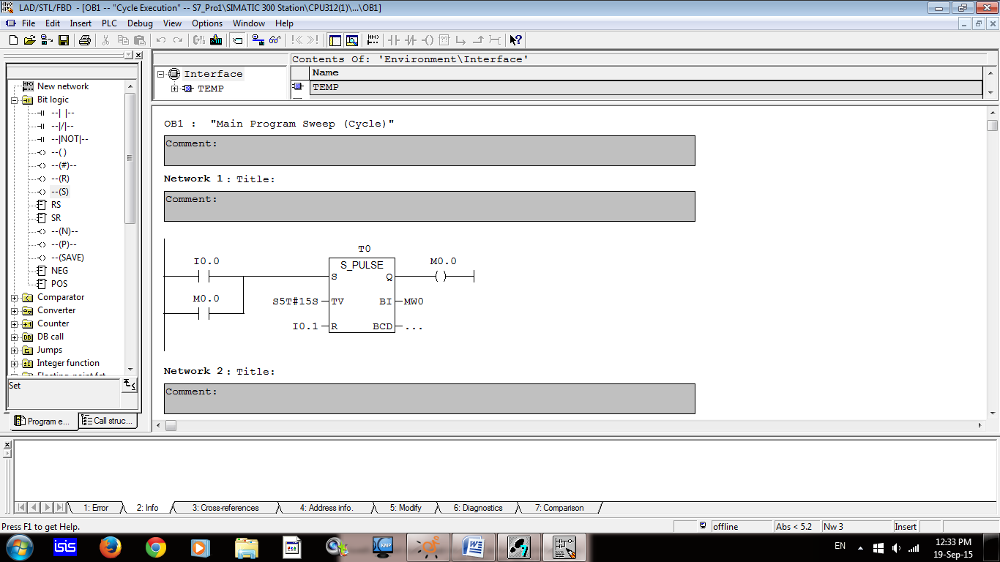 LAD/STL/FBD - [OB1 -- "Cycle Execution" -- S7_Pro1\SIMATIC 300 Station\CPU312(1)\...\OB1]
File Edit Insert PLC Debug View Options Window Help
Contents Of: 'Environment\Interface'
Interface
TEMP
Name
TEMP
New network
Bit logic
--| |--
--|/|--
--|NOT|--
--( )
--(#)--
--(R)
--(S)
RS
SR
--(N)--
--(P)--
--(SAVE)
NEG
POS
Comparator
Converter
Counter
DB call
Jumps
Integer function
Floating-point fct.
Set
Program e...
Call struc...
OB1 : "Main Program Sweep (Cycle)"
Comment:
Network 1 : Title:
Comment:
T0
I0.0
S_PULSE
M0.0
S
Q
M0.0
S5T#15S
TV
BI
MW0
I0.1
R
BCD
...
Network 2 : Title:
Comment:
1: Error
2: Info
3: Cross-references
4: Address info.
5: Modify
6: Diagnostics
7: Comparison
Press F1 to get Help.
offline
Abs < 5.2
Nw 3
Insert
isis
KMP
EN
12:33 PM
19-Sep-15